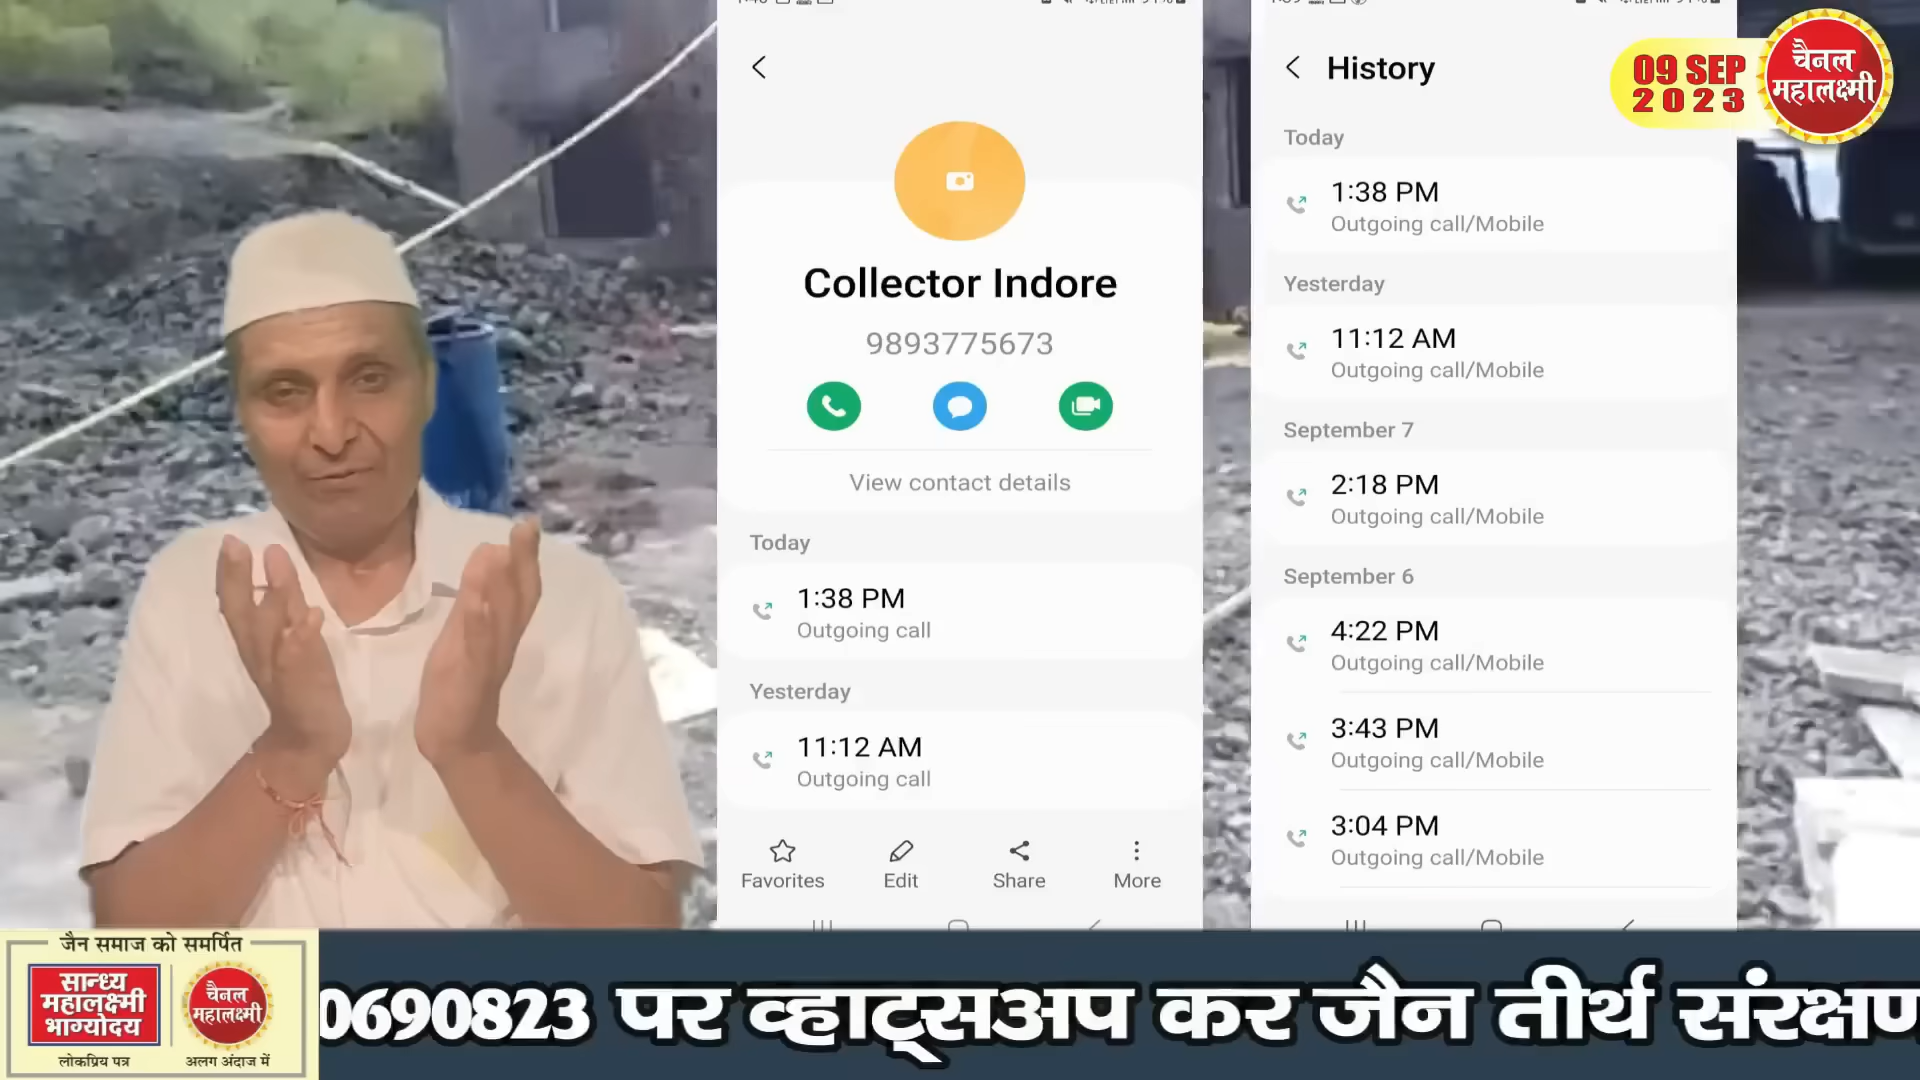 Collector Indore
9893775673
View contact details
Today
1:38 PM
Outgoing call
Yesterday
11:12 AM
Outgoing call
Favorites
Edit
Share
More
History
Today
1:38 PM
Outgoing call/Mobile
Yesterday
11:12 AM
Outgoing call/Mobile
September 7
2:18 PM
Outgoing call/Mobile
September 6
4:22 PM
Outgoing call/Mobile
3:43 PM
Outgoing call/Mobile
3:04 PM
Outgoing call/Mobile
09 SEP
2023
चैनल
महालक्ष्मी
जैन समाज को समर्पित
सान्ध्य
महालक्ष्मी
भाग्योदय
लोकप्रिय पत्र
चैनल
महालक्ष्मी
अलग अंदाज में
0690823 पर व्हाट्सअप कर जैन तीर्थ संरक्षण